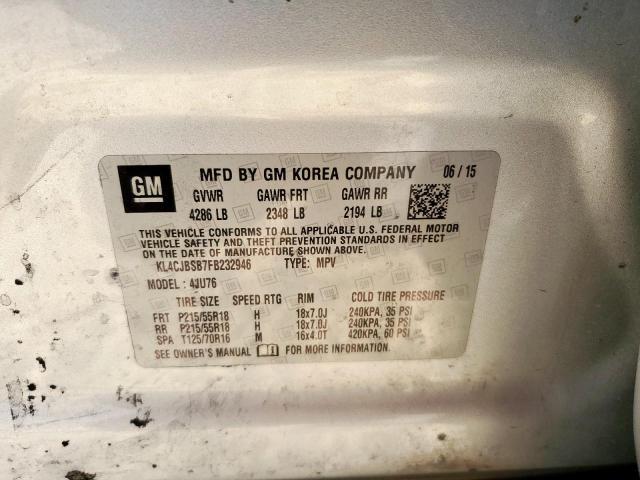 GM
MFD BY GM KOREA COMPANY 06 / 15
GVWR GAWR FRT GAWR RR
4286 LB 2348 LB 2194 LB
THIS VEHICLE CONFORMS TO ALL APPLICABLE U.S. FEDERAL MOTOR
VEHICLE SAFETY AND THEFT PREVENTION STANDARDS IN EFFECT ON
THE DATE OF MANUFACTURE SHOWN ABOVE.
KL4CJBSB7FB232946 TYPE: MPV
MODEL : 4JU76
TIRE SIZE SPEED RTG RIM COLD TIRE PRESSURE
FRT P215/55R18 H 18x7.0J 240KPA, 35 PSI
RR P215/55R18 H 18x7.0J 240KPA, 35 PSI
SPA T125/70R16 M 16x4.0T 420KPA, 60 PSI
SEE OWNER'S MANUAL FOR MORE INFORMATION.